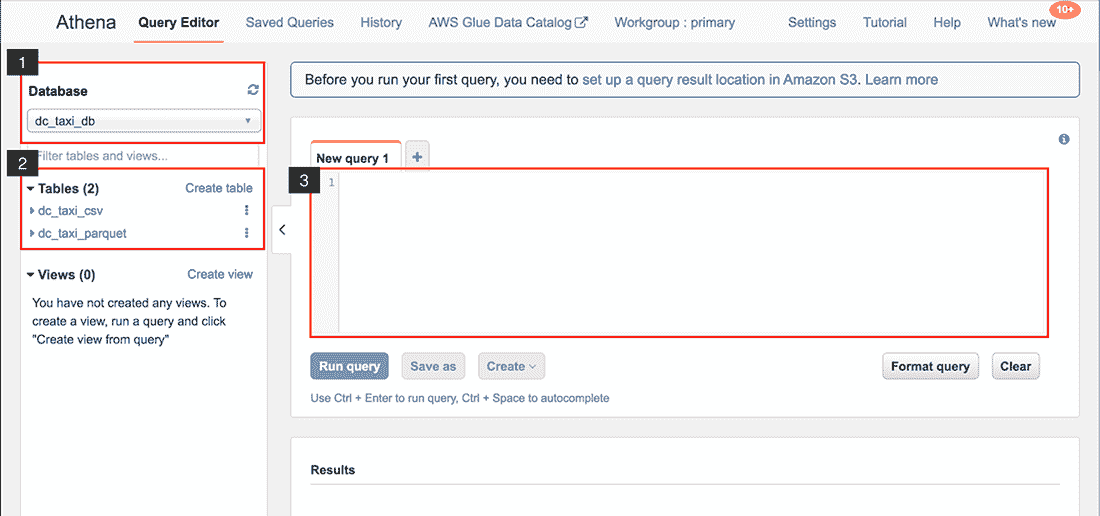 Athena Query Editor Saved Queries History AWS Glue Data Catalog Workgroup : primary Settings Tutorial Help What's new 10+
1
Database
dc_taxi_db
2
Filter tables and views...
Tables (2) Create table
dc_taxi_csv
dc_taxi_parquet
Views (0) Create view
You have not created any views. To
create a view, run a query and click
"Create view from query"
Before you run your first query, you need to set up a query result location in Amazon S3. Learn more
New query 1 +
3
1
Run query Save as Create Format query Clear
Use Ctrl + Enter to run query, Ctrl + Space to autocomplete
Results